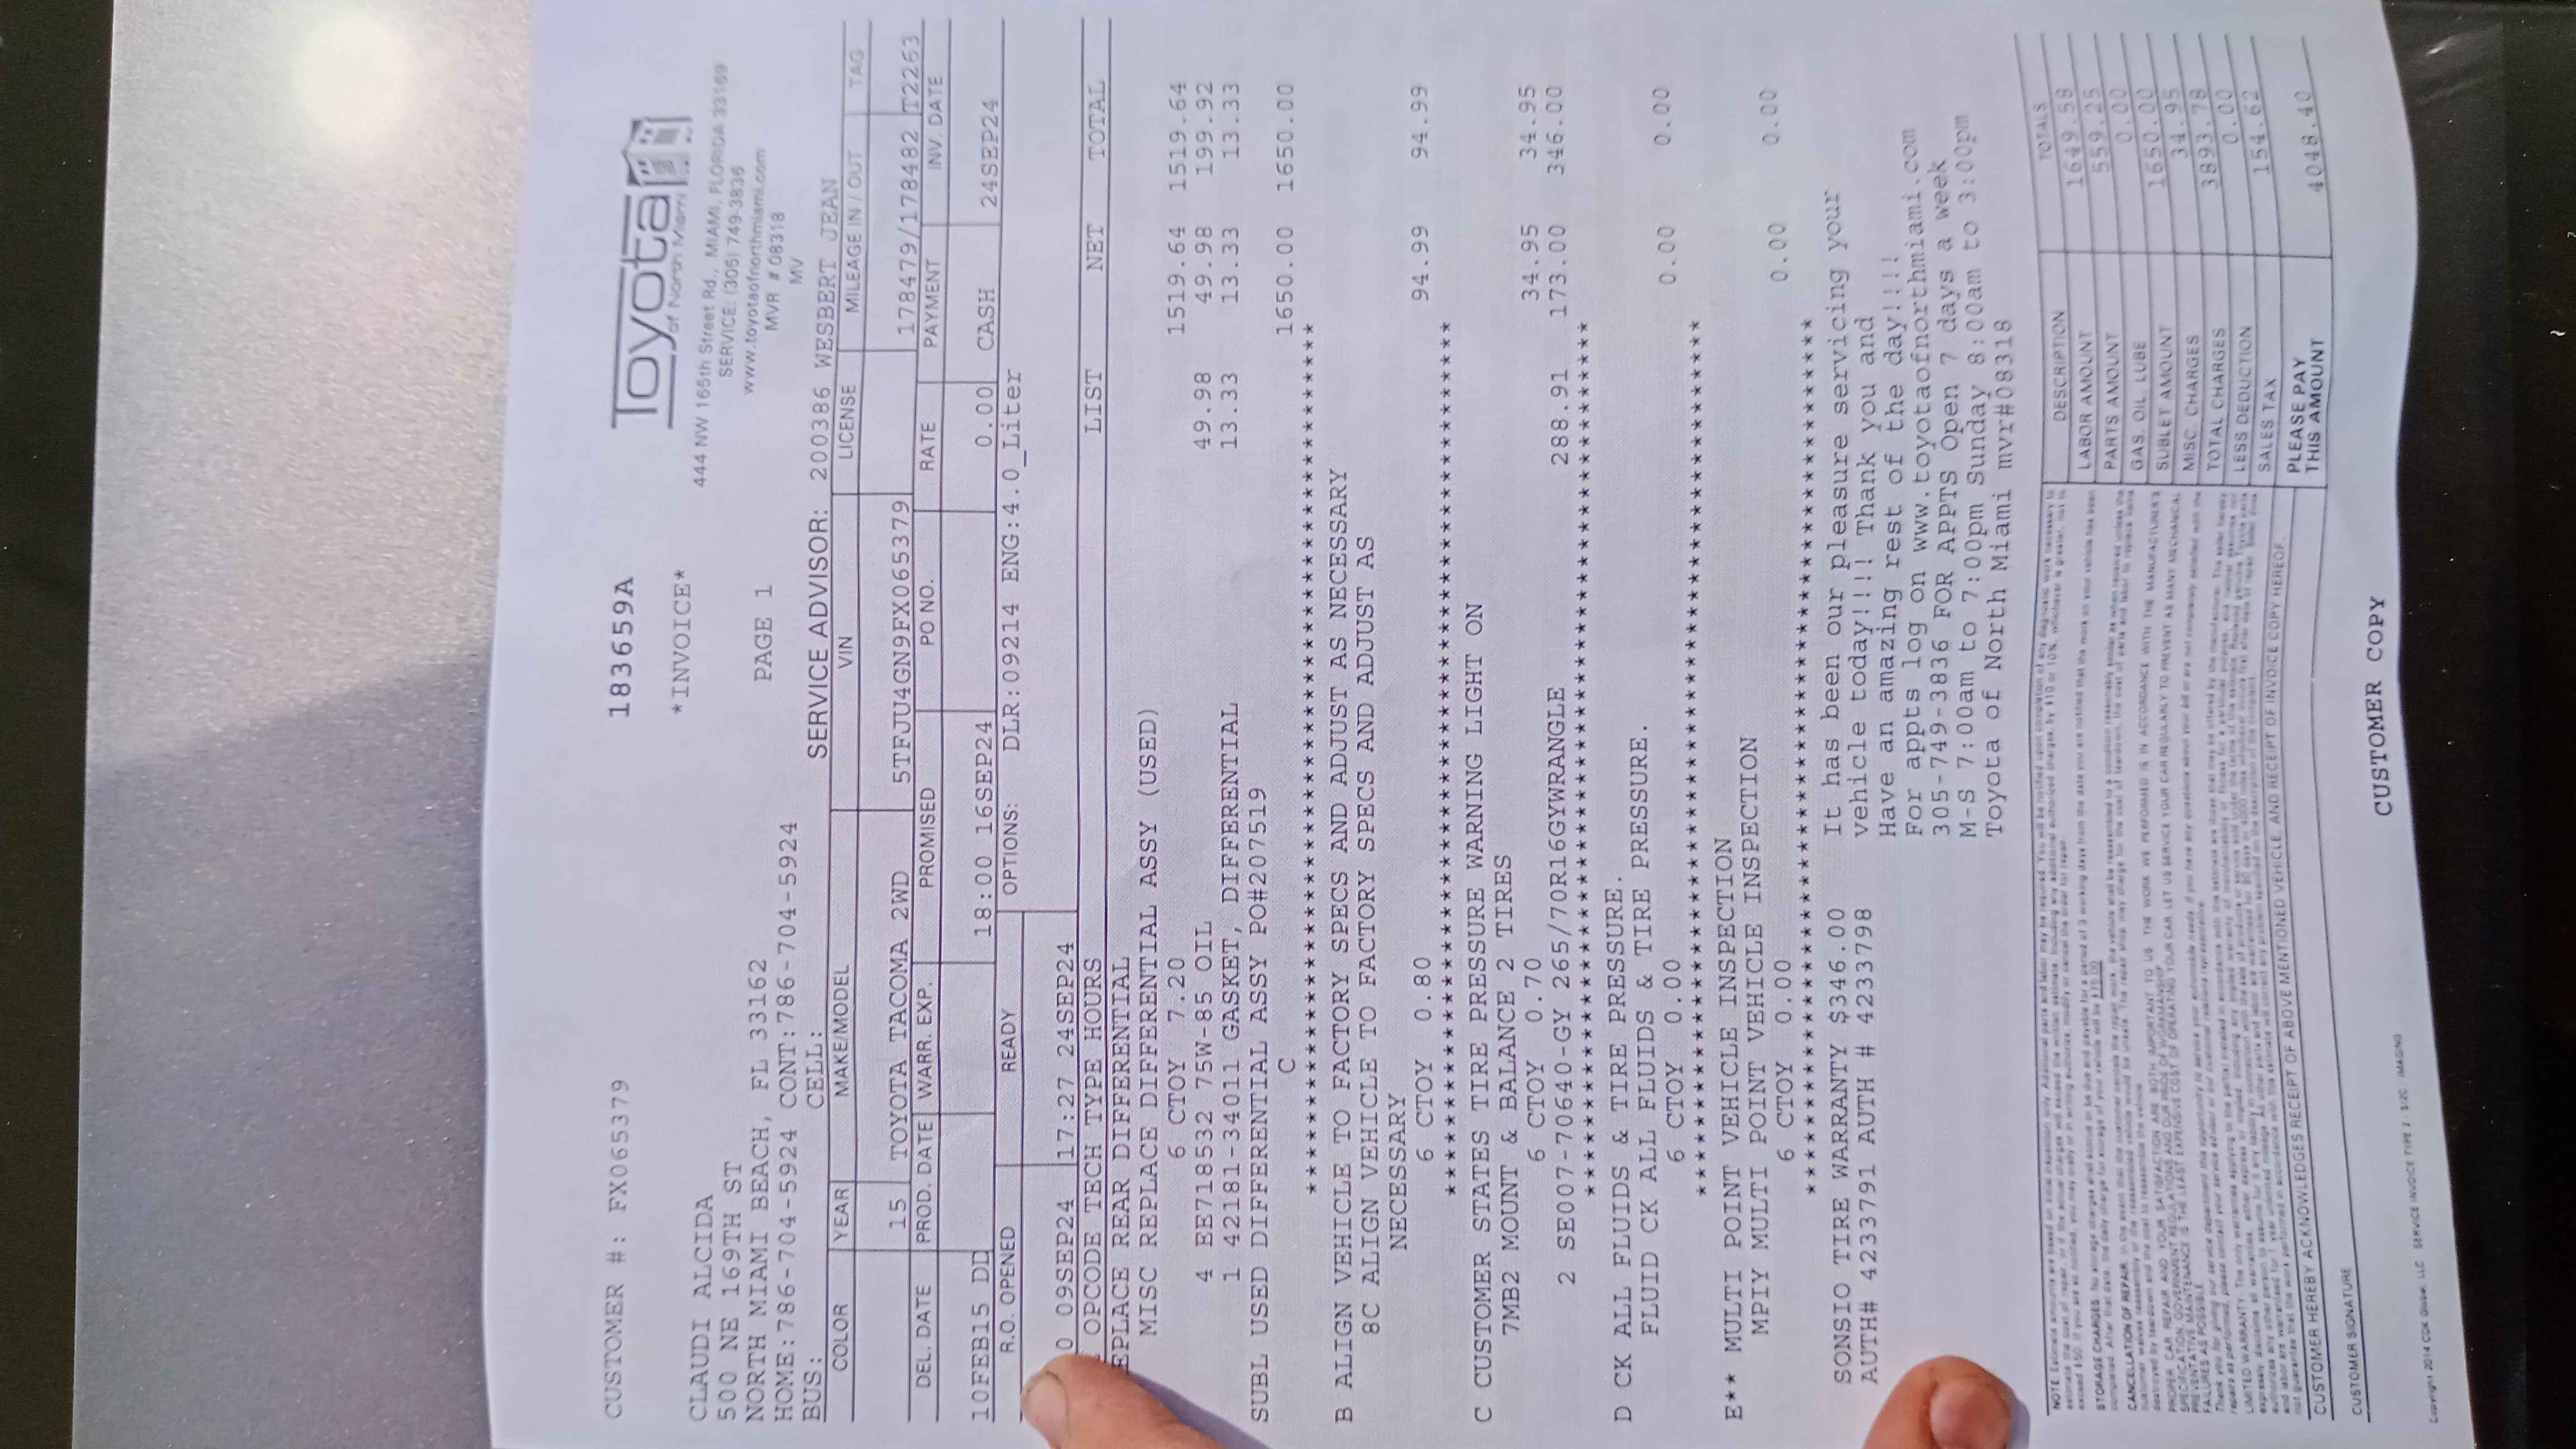 CUSTOMER #: FX065379
183659A
Toyota
of North Miami
*INVOICE*
444 NW 165th Street Rd., MIAMI, FLORIDA 33169
SERVICE: (305) 749-3836
www.toyotaofnorthmiami.com
MVR # 08318
MV
CLAUDI ALCIDA
500 NE 169TH ST
NORTH MIAMI BEACH, FL 33162
PAGE 1
HOME:786-704-5924 CONT:786-704-5924
BUS: CELL:
SERVICE ADVISOR: 200386 WESBERT JEAN
COLOR YEAR MAKE/MODEL VIN LICENSE MILEAGE IN / OUT TAG
15 TOYOTA TACOMA 2WD 5TFJU4GN9FX065379 178479/178482 T2263
DEL. DATE PROD. DATE WARR. EXP. PROMISED PO NO. RATE PAYMENT INV. DATE
10FEB15 DD 18:00 16SEP24 0.00 CASH 24SEP24
R.O. OPENED READY OPTIONS: DLR:09214 ENG:4.0_Liter
0 09SEP24 17:27 24SEP24
OPCODE TECH TYPE HOURS LIST NET TOTAL
EPLACE REAR DIFFERENTIAL
MISC REPLACE DIFFERENTIAL ASSY (USED)
6 CTOY 7.20 1519.64 1519.64
4 EE718532 75W-85 OIL 49.98 49.98 199.92
1 42181-34011 GASKET, DIFFERENTIAL 13.33 13.33 13.33
SUBL USED DIFFERENTIAL ASSY PO#207519
C 1650.00 1650.00
****************************************************
B ALIGN VEHICLE TO FACTORY SPECS AND ADJUST AS NECESSARY
8C ALIGN VEHICLE TO FACTORY SPECS AND ADJUST AS
NECESSARY
6 CTOY 0.80 94.99 94.99
****************************************************
C CUSTOMER STATES TIRE PRESSURE WARNING LIGHT ON
7MB2 MOUNT & BALANCE 2 TIRES
6 CTOY 0.70 34.95 34.95
2 SE0007-70640-GY 265/70R16GYWRANGLE 288.91 173.00 346.00
****************************************************
D CK ALL FLUIDS & TIRE PRESSURE.
FLUID CK ALL FLUIDS & TIRE PRESSURE.
6 CTOY 0.00 0.00 0.00
****************************************************
E** MULTI POINT VEHICLE INSPECTION
MPIY MULTI POINT VEHICLE INSPECTION
6 CTOY 0.00 0.00 0.00
****************************************************
SONSIO TIRE WARRANTY $346.00 It has been our pleasure servicing your
AUTH# 4233791 AUTH # 4233798 vehicle today!!!! Thank you and
Have an amazing rest of the day!!!!
For appts log on www.toyotaofnorthmiami.com
305-749-3836 FOR APPTS Open 7 days a week
M-S 7:00am to 7:00pm Sunday 8:00am to 3:00pm
Toyota of North Miami mvr#08318
DESCRIPTION TOTALS
LABOR AMOUNT 1649.58
PARTS AMOUNT 559.25
GAS, OIL, LUBE 0.00
SUBLET AMOUNT 1650.00
MISC. CHARGES 34.95
TOTAL CHARGES 3893.78
LESS DEDUCTION 0.00
SALES TAX 154.62
PLEASE PAY
THIS AMOUNT 4048.40
CUSTOMER HEREBY ACKNOWLEDGES RECEIPT OF ABOVE MENTIONED VEHICLE, AND RECEIPT OF INVOICE COPY HEREOF.
CUSTOMER SIGNATURE
CUSTOMER COPY
Copyright 2014 CDK Global, LLC SERVICE INVOICE TYPE 2 - S12C IMAGING